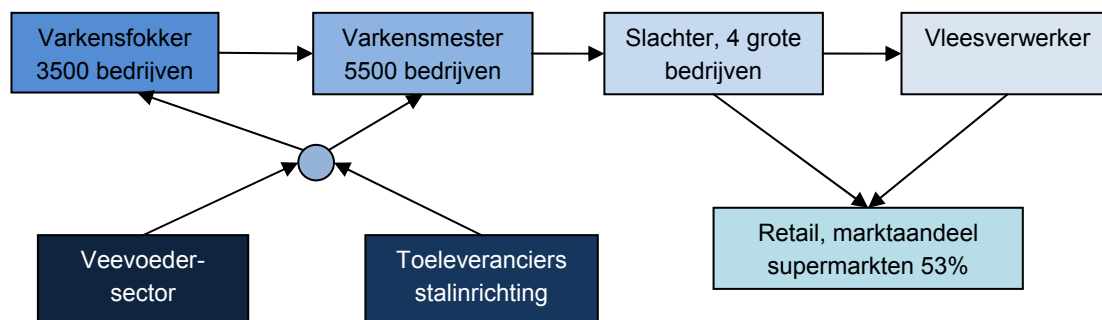 Varkensfokker
3500 bedrijven
Varkensmester
5500 bedrijven
Slachter, 4 grote
bedrijven
Vleesverwerker
Veevoeder-
sector
Toeleveranciers
stalinrichting
Retail, marktaandeel
supermarkten 53%